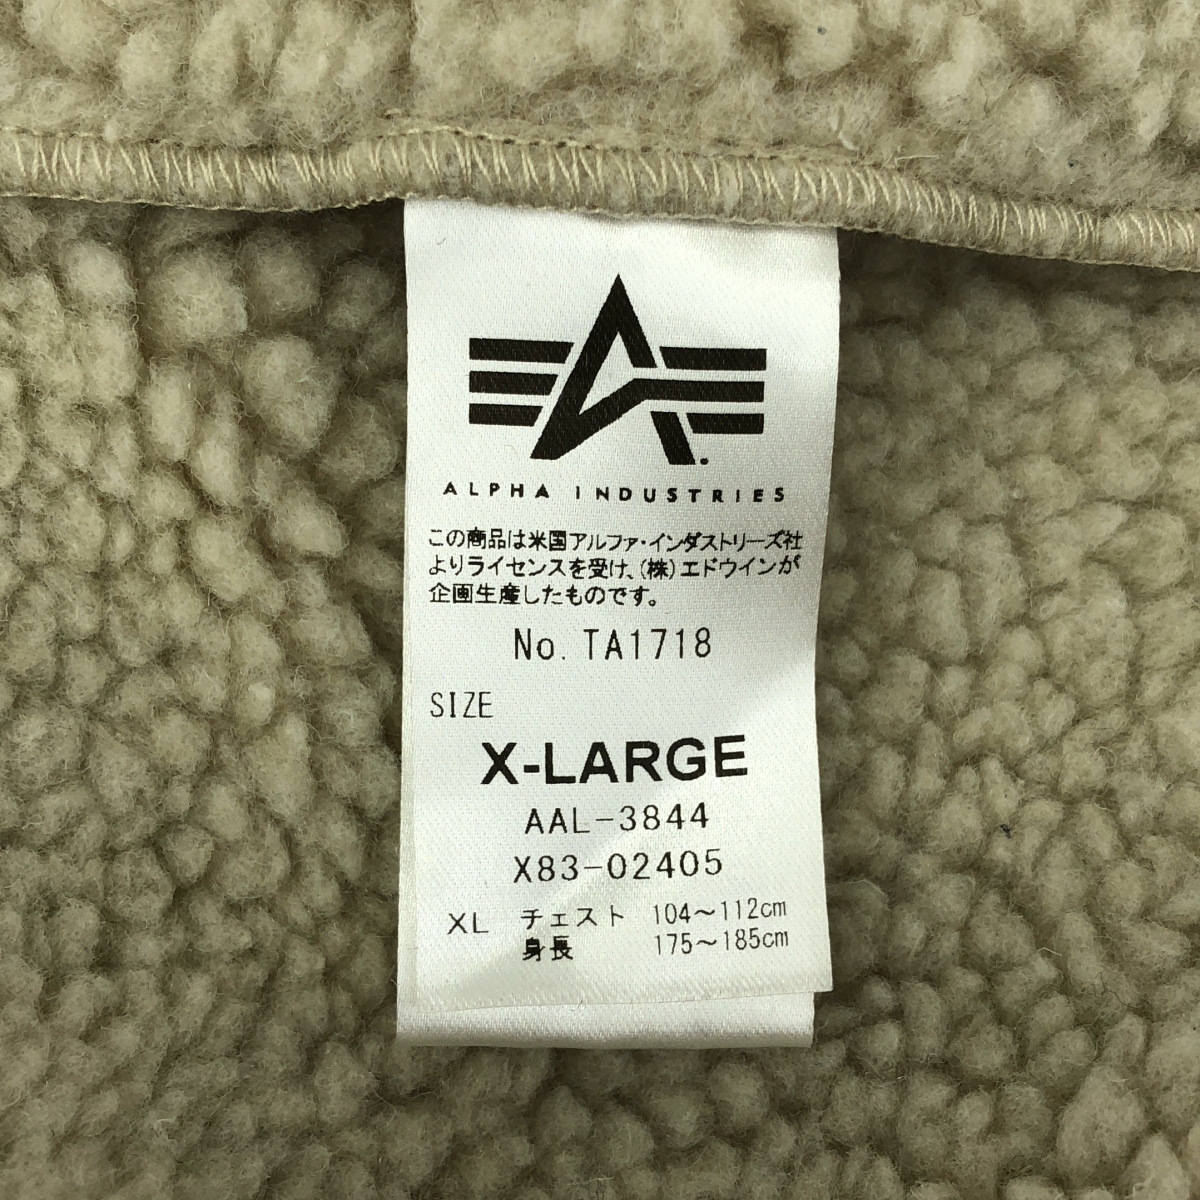 ALPHA INDUSTRIES
この商品は米国アルファ・インダストリーズ社
よりライセンスを受け、(株)エドウインが
企画生産したものです。
No. TA1718
SIZE
X-LARGE
AAL-3844
X83-02405
XL チェスト 104〜112cm
身長 175〜185cm